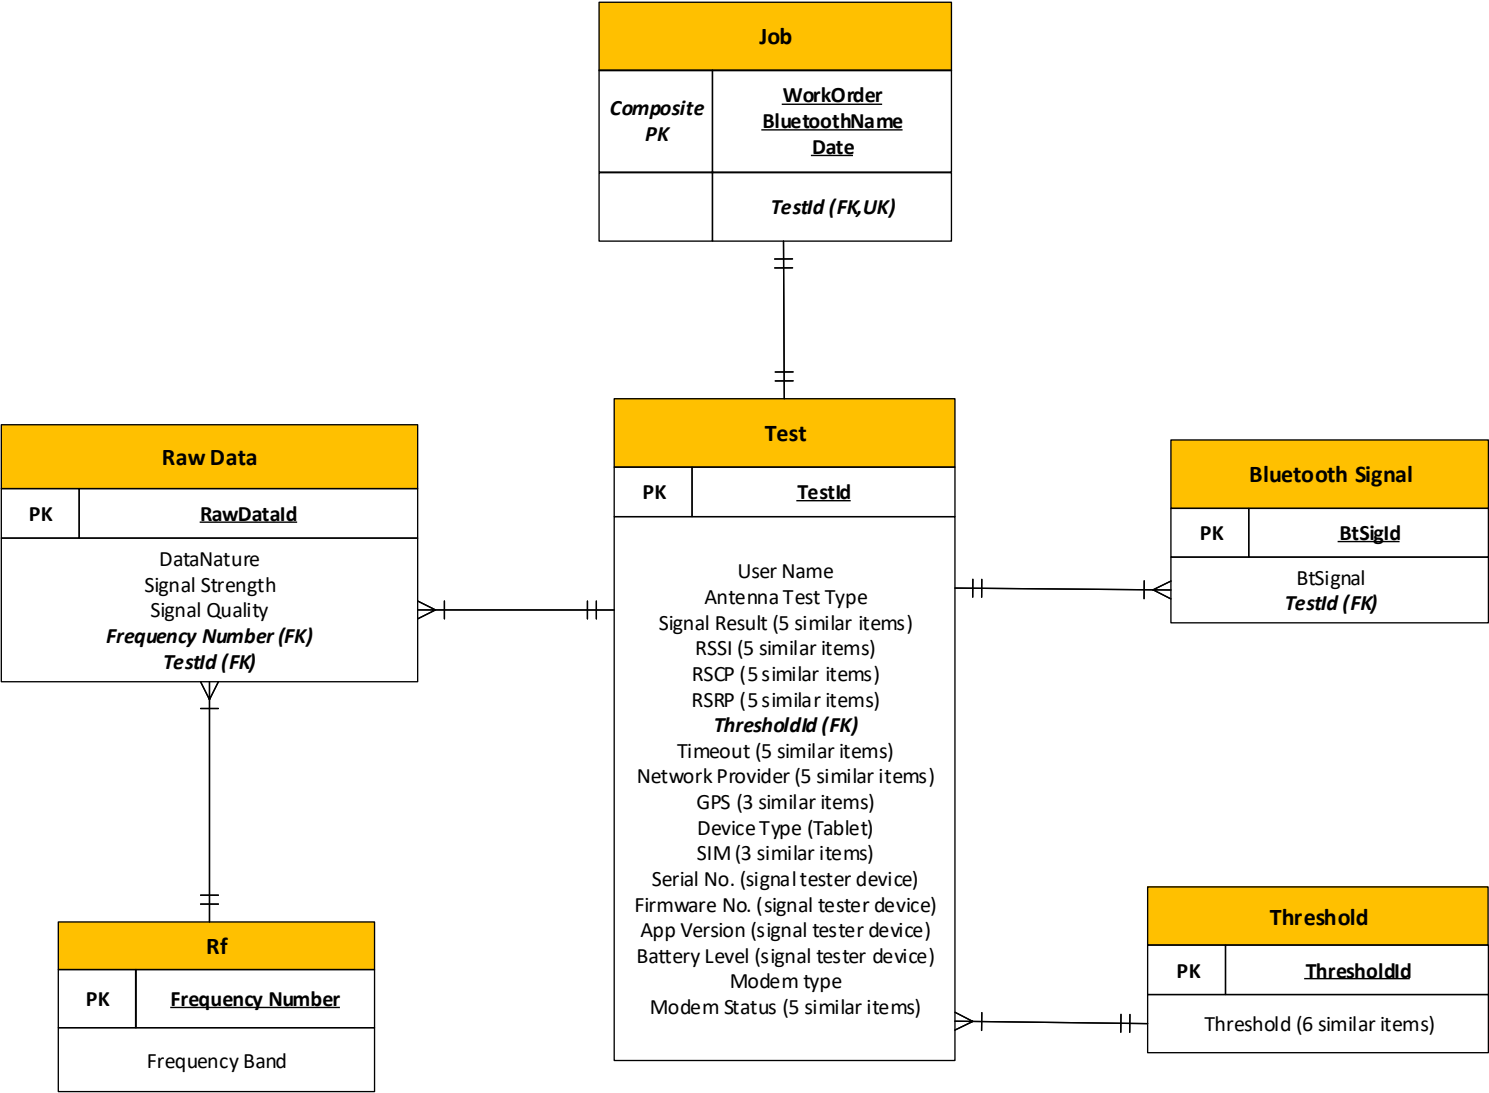 Job
Composite
PK
WorkOrder
BluetoothName
Date
TestId (FK,UK)
Raw Data
PK
RawDataId
DataNature
Signal Strength
Signal Quality
Frequency Number (FK)
TestId (FK)
Test
PK
TestId
User Name
Antenna Test Type
Signal Result (5 similar items)
RSSI (5 similar items)
RSCP (5 similar items)
RSRP (5 similar items)
ThresholdId (FK)
Timeout (5 similar items)
Network Provider (5 similar items)
GPS (3 similar items)
Device Type (Tablet)
SIM (3 similar items)
Serial No. (signal tester device)
Firmware No. (signal tester device)
App Version (signal tester device)
Battery Level (signal tester device)
Modem type
Modem Status (5 similar items)
Bluetooth Signal
PK
BtSigId
BtSignal
TestId (FK)
Rf
PK
Frequency Number
Frequency Band
Threshold
PK
ThresholdId
Threshold (6 similar items)